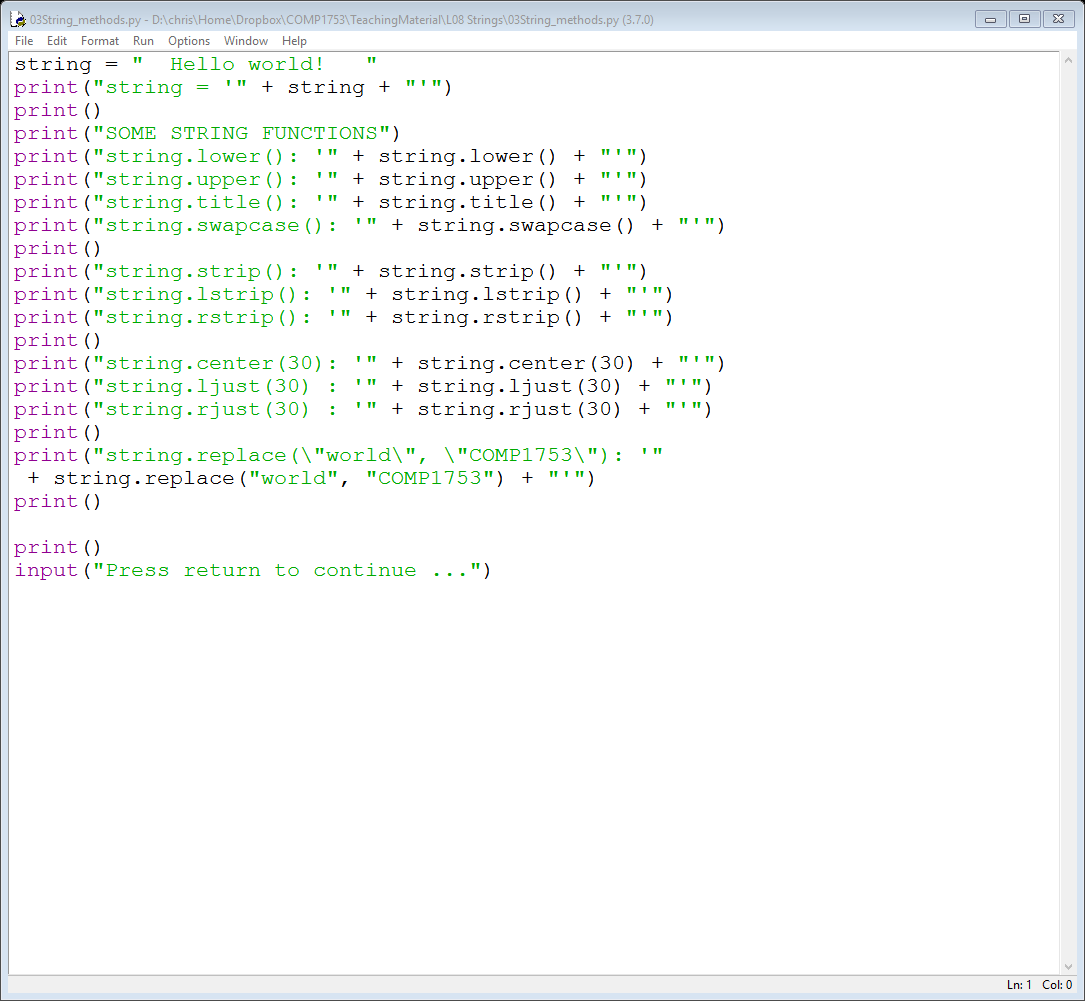 03String_methods.py - D:\chris\Home\Dropbox\COMP1753\TeachingMaterial\L08 Strings\03String_methods.py (3.7.0)
File Edit Format Run Options Window Help
string = "  Hello world!   "
print("string = '" + string + "'")
print()
print("SOME STRING FUNCTIONS")
print("string.lower(): '" + string.lower() + "'")
print("string.upper(): '" + string.upper() + "'")
print("string.title(): '" + string.title() + "'")
print("string.swapcase(): '" + string.swapcase() + "'")
print()
print("string.strip(): '" + string.strip() + "'")
print("string.lstrip(): '" + string.lstrip() + "'")
print("string.rstrip(): '" + string.rstrip() + "'")
print()
print("string.center(30): '" + string.center(30) + "'")
print("string.ljust(30) : '" + string.ljust(30) + "'")
print("string.rjust(30) : '" + string.rjust(30) + "'")
print()
print("string.replace(\"world\", \"COMP1753\"): '"
 + string.replace("world", "COMP1753") + "'")
print()
print()
input("Press return to continue ...")
Ln: 1 Col: 0